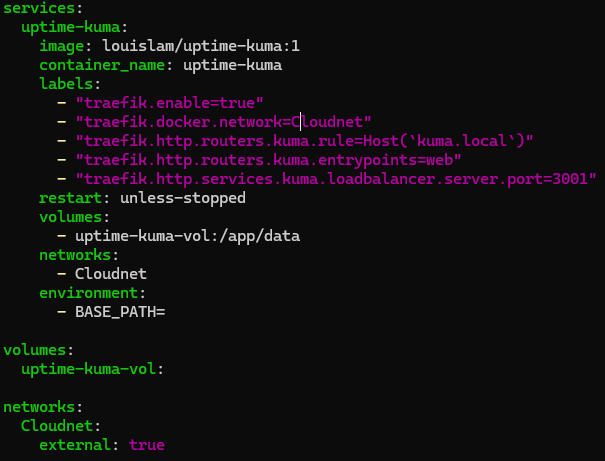 services:
  uptime-kuma:
    image: louislam/uptime-kuma:1
    container_name: uptime-kuma
    labels:
      - "traefik.enable=true"
      - "traefik.docker.network=Cloudnet"
      - "traefik.http.routers.kuma.rule=Host(`kuma.local`)"
      - "traefik.http.routers.kuma.entrypoints=web"
      - "traefik.http.services.kuma.loadbalancer.server.port=3001"
    restart: unless-stopped
    volumes:
      - uptime-kuma-vol:/app/data
    networks:
      - Cloudnet
    environment:
      - BASE_PATH=

volumes:
  uptime-kuma-vol:

networks:
  Cloudnet:
    external: true